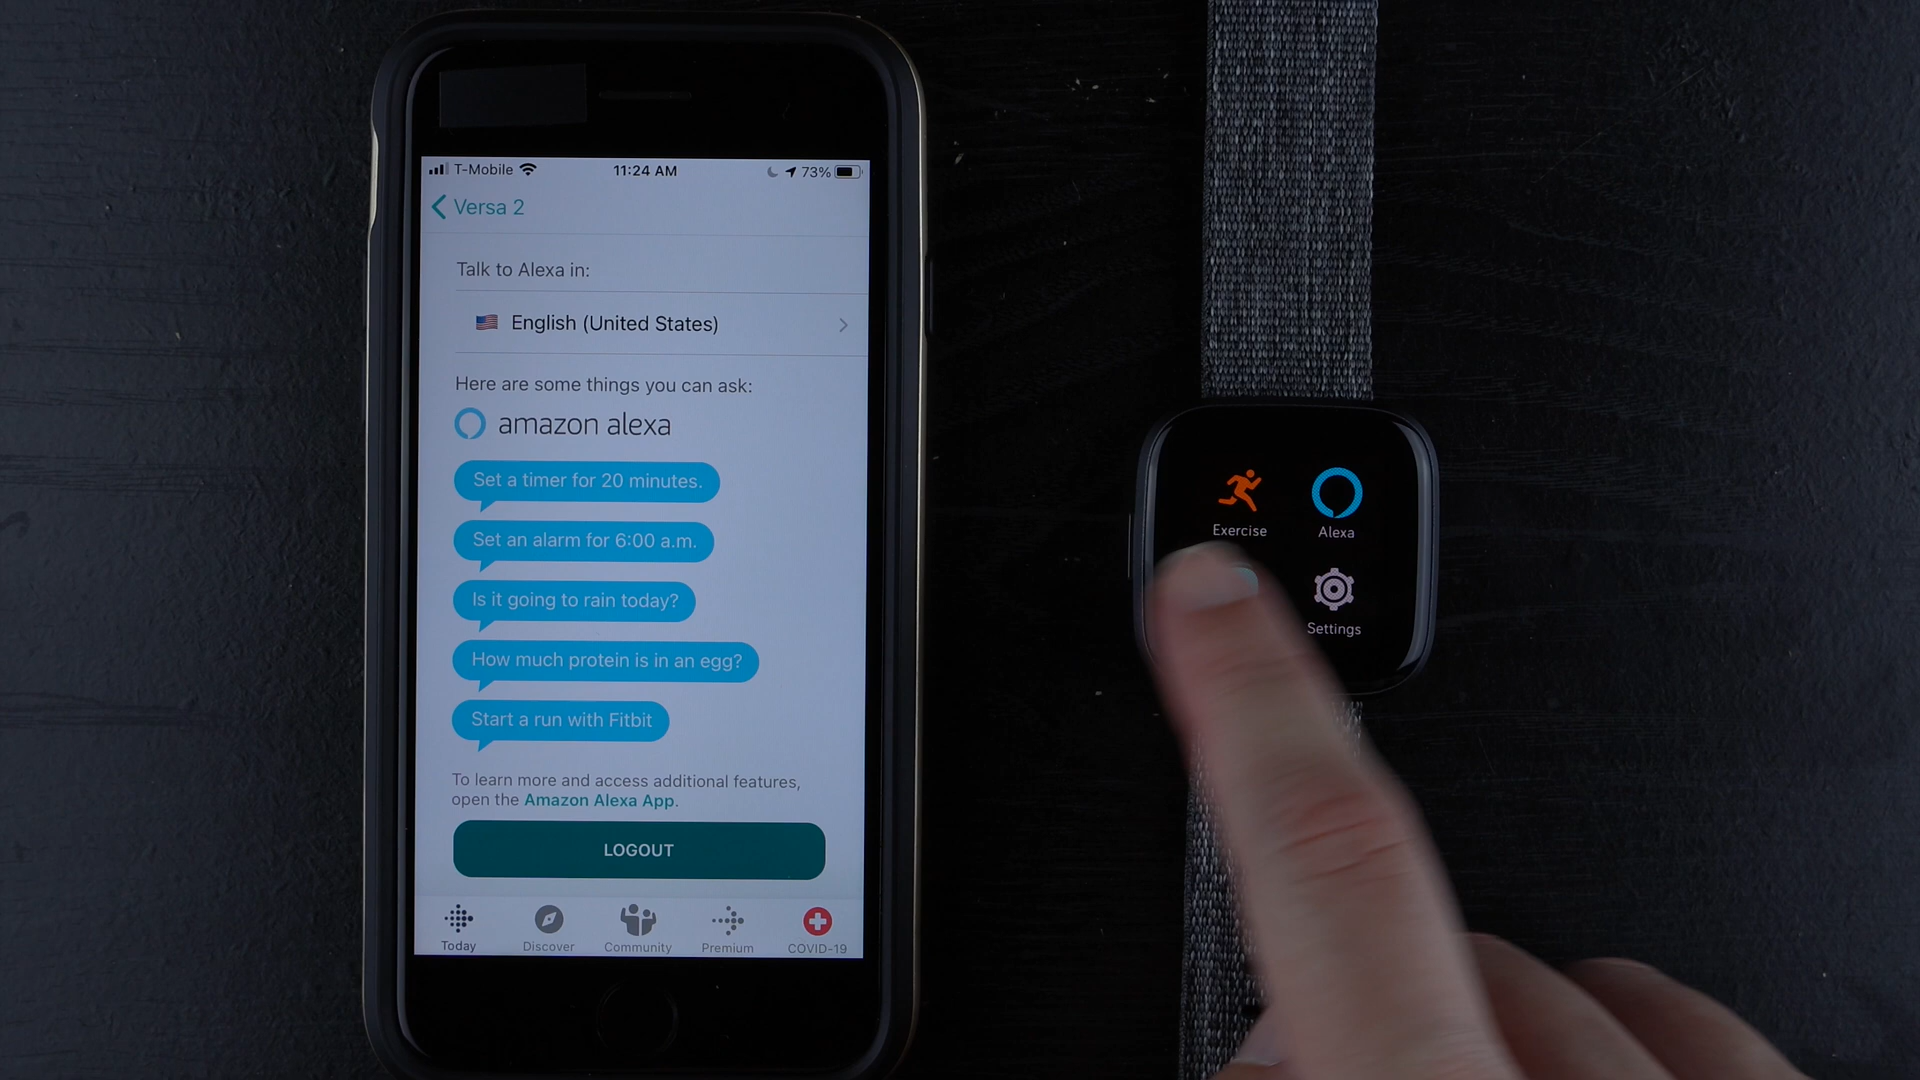 T-Mobile 11:24 AM 73%
Versa 2
Talk to Alexa in:
English (United States)
Here are some things you can ask:
amazon alexa
Set a timer for 20 minutes.
Set an alarm for 6:00 a.m.
Is it going to rain today?
How much protein is in an egg?
Start a run with Fitbit
To learn more and access additional features,
open the Amazon Alexa App.
LOGOUT
Today Discover Community Premium COVID-19
Exercise Alexa
Settings